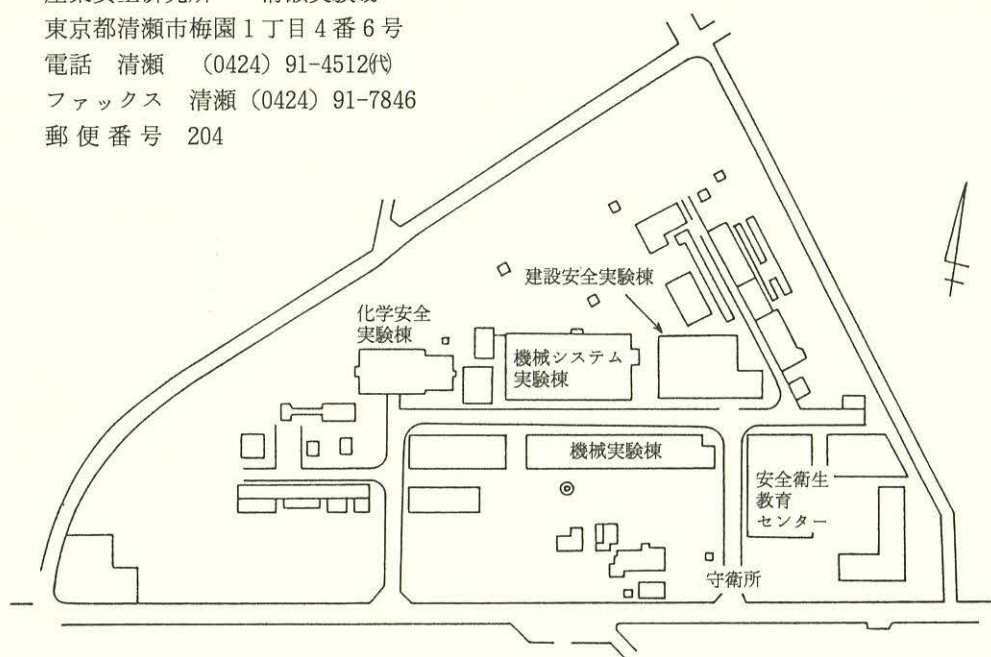 東京都清瀬市梅園1丁目4番6号
電話 清瀬 (0424) 91-4512㈹
ファックス 清瀬 (0424) 91-7846
郵便番号 204
建設安全実験棟
化学安全
実験棟
機械システム
実験棟
機械実験棟
安全衛生
教育
センター
守衛所